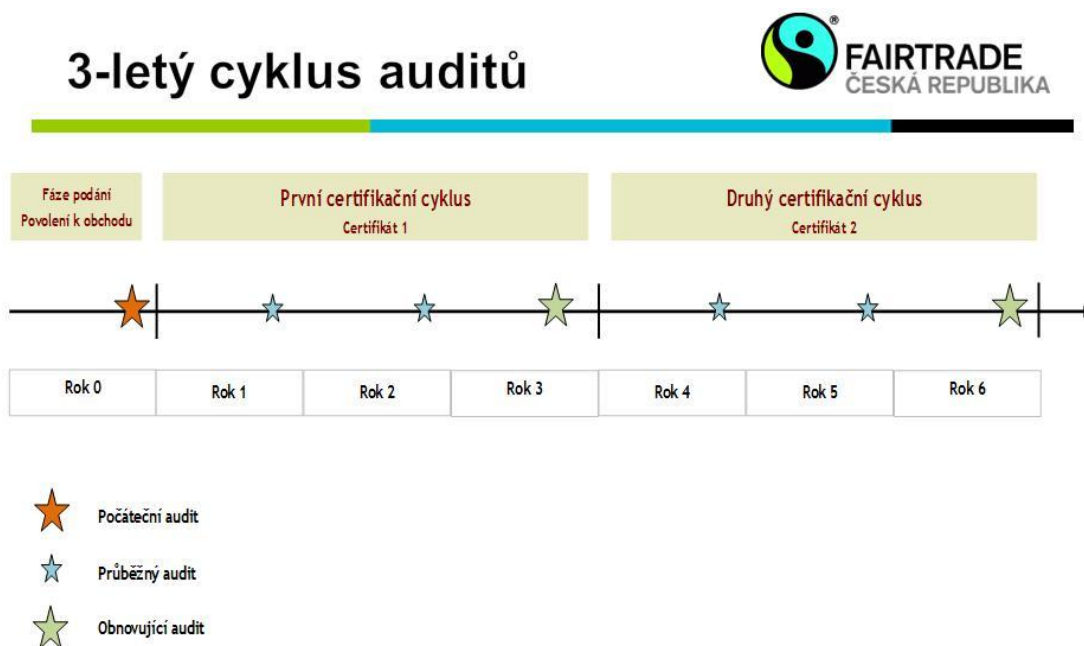 3-letý cyklus auditů
®
FAIRTRADE
ČESKÁ REPUBLIKA
Fáze podání
Povolení k obchodu
První certifikační cyklus
Certifikát 1
Druhý certifikační cyklus
Certifikát 2
Rok 0
Rok 1
Rok 2
Rok 3
Rok 4
Rok 5
Rok 6
Počáteční audit
Průběžný audit
Obnovující audit